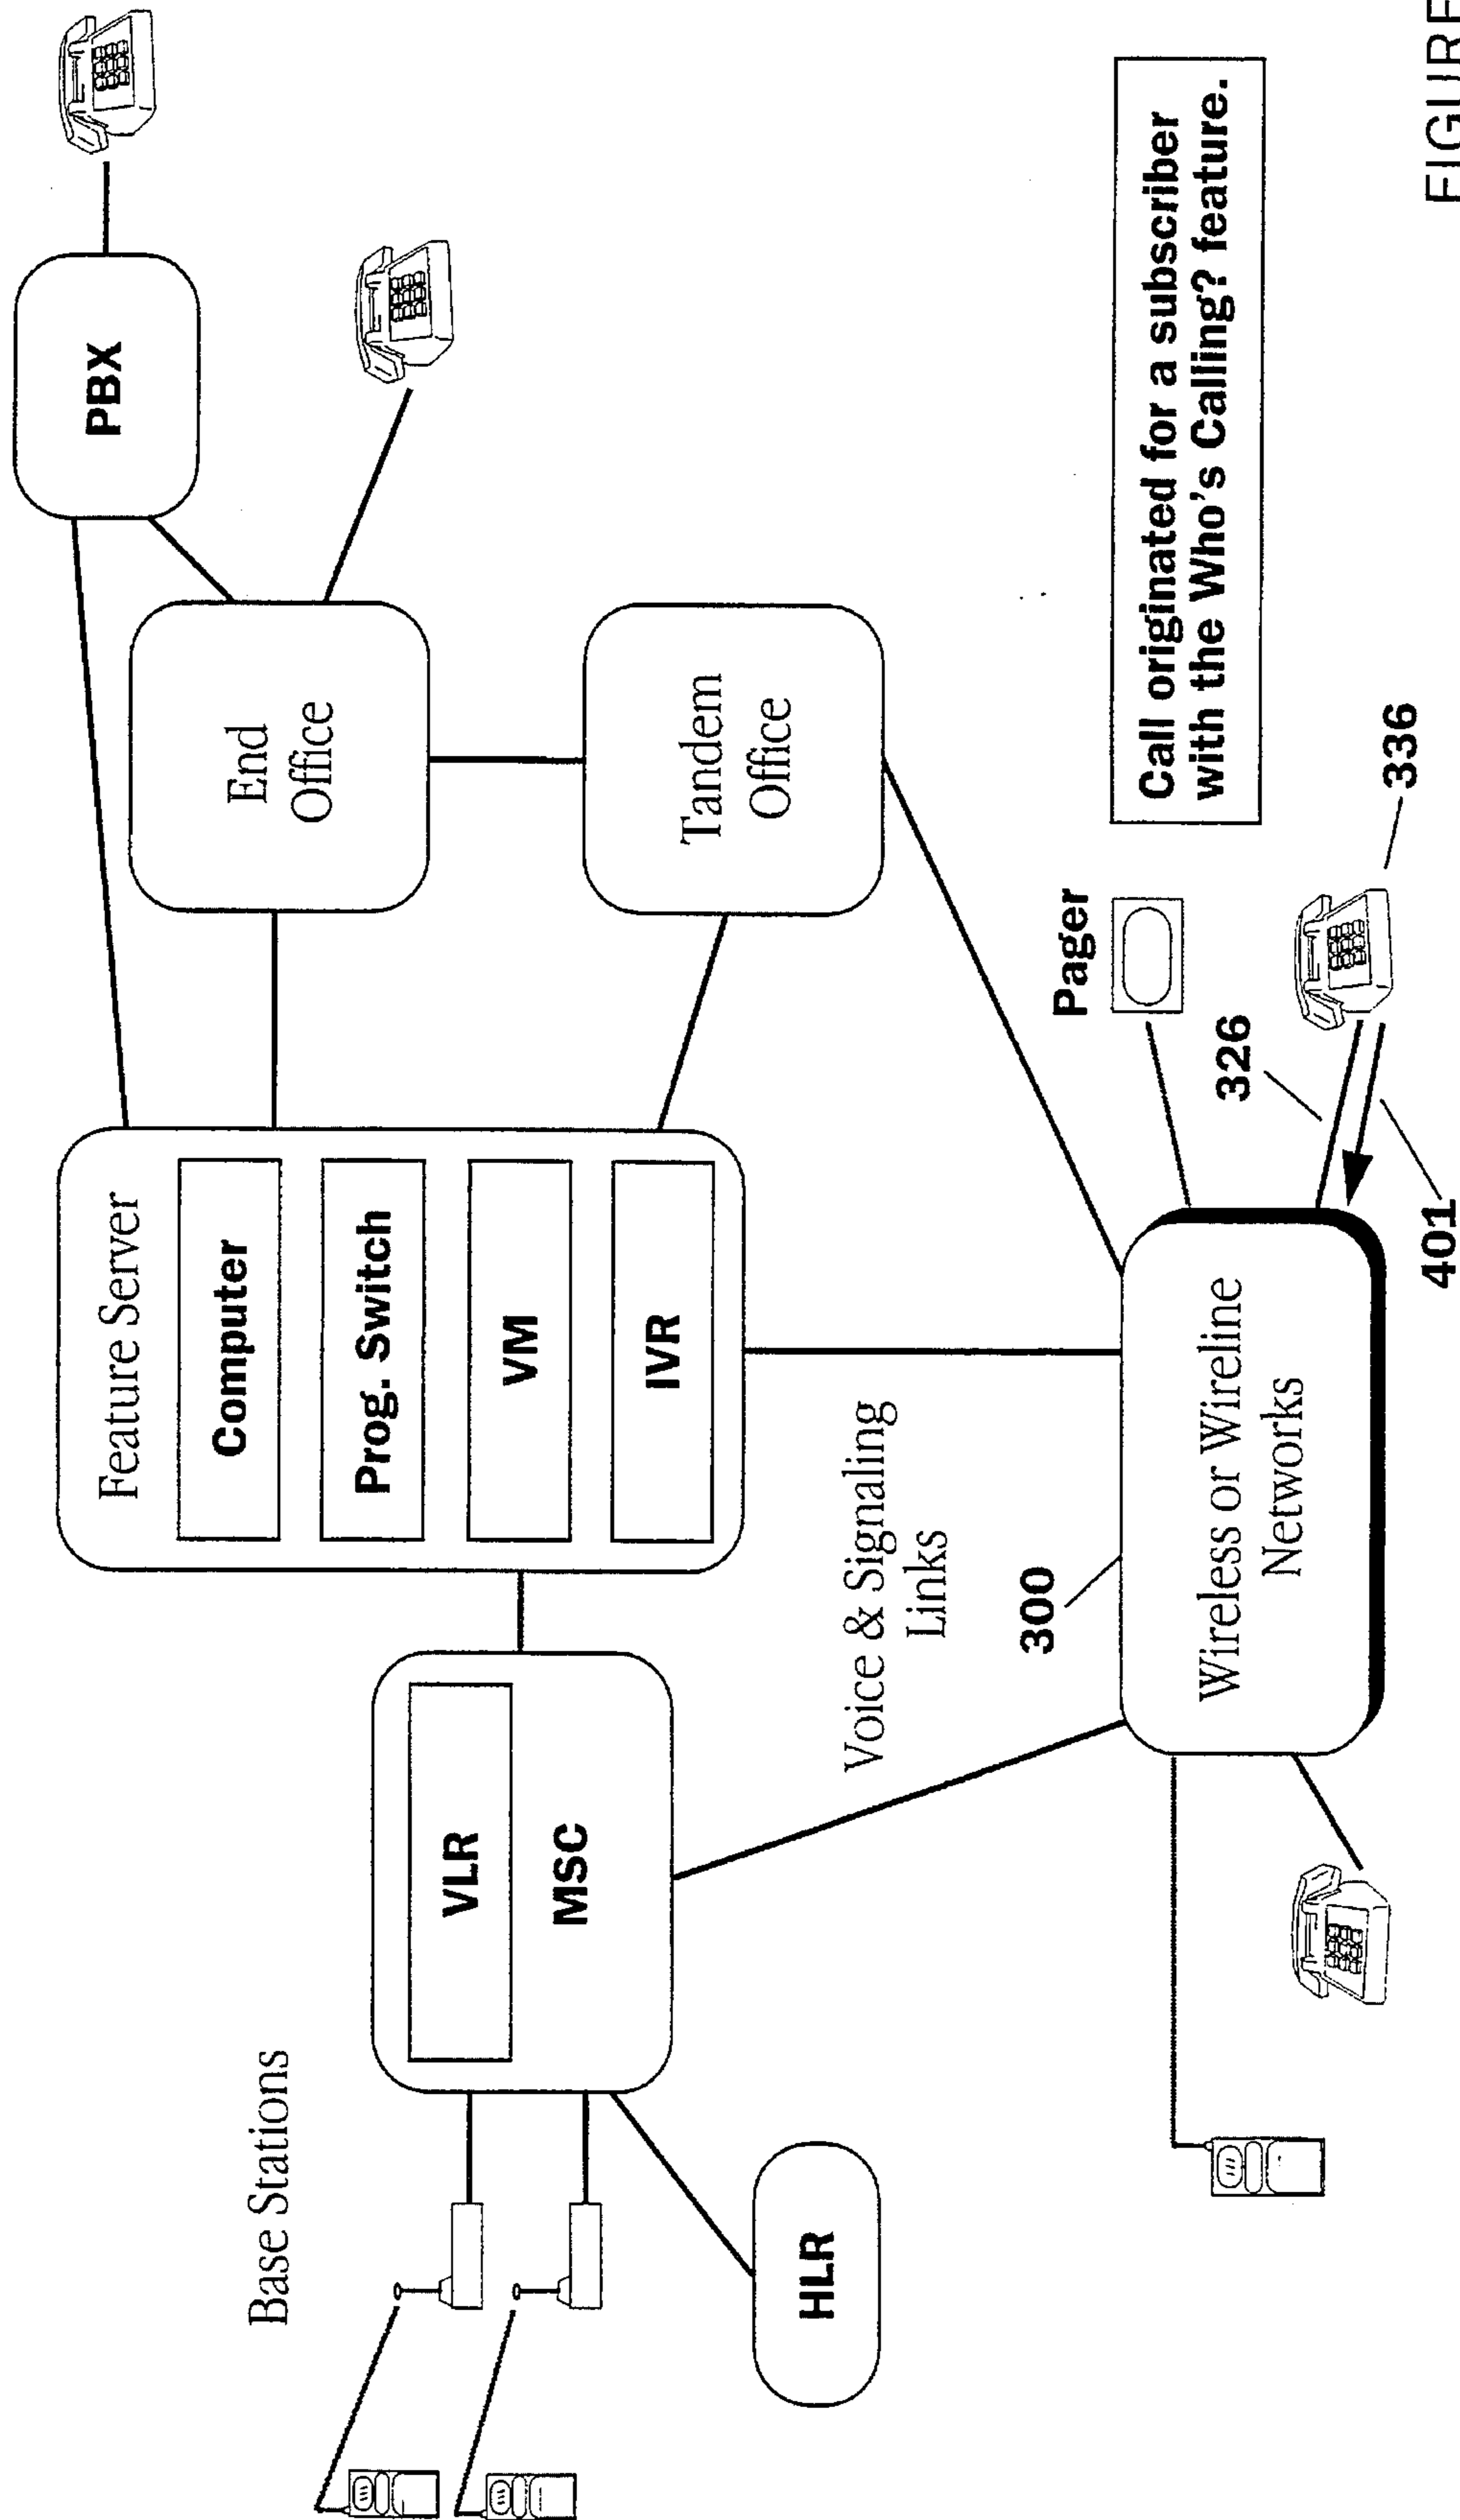 Base Stations
HLR
VLR
MSC
Feature Server
Computer
Prog. Switch
VM
IVR
End
Office
Tandem
Office
PBX
Voice & Signaling
Links
300
Wireless or Wireline
Networks
Pager
326
336
401
Call originated for a subscriber
with the Who's Calling? feature.
FIGURE